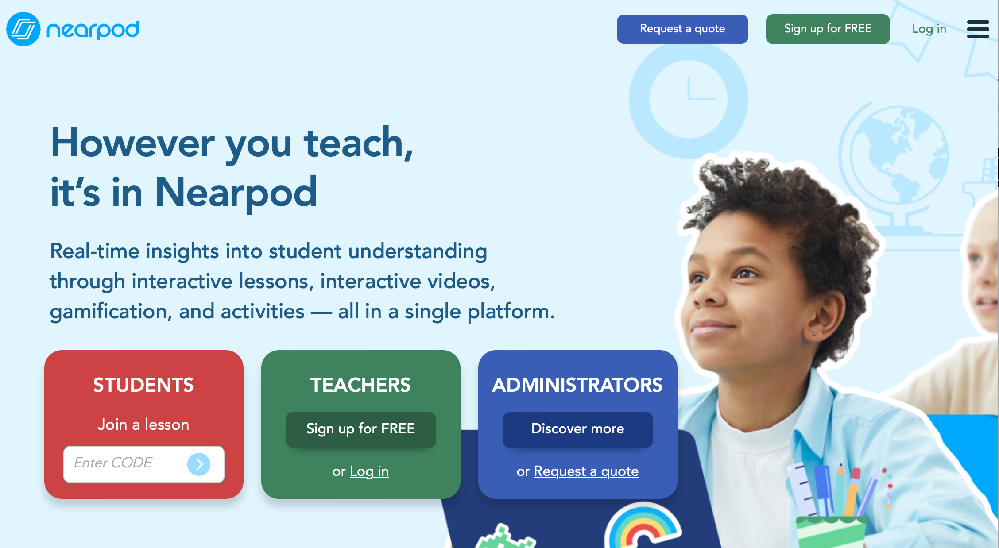 nearpod
Request a quote
Sign up for FREE
Log in
However you teach,
it’s in Nearpod
Real-time insights into student understanding
through interactive lessons, interactive videos,
gamification, and activities — all in a single platform.
STUDENTS
Join a lesson
Enter CODE
TEACHERS
Sign up for FREE
or Log in
ADMINISTRATORS
Discover more
or Request a quote